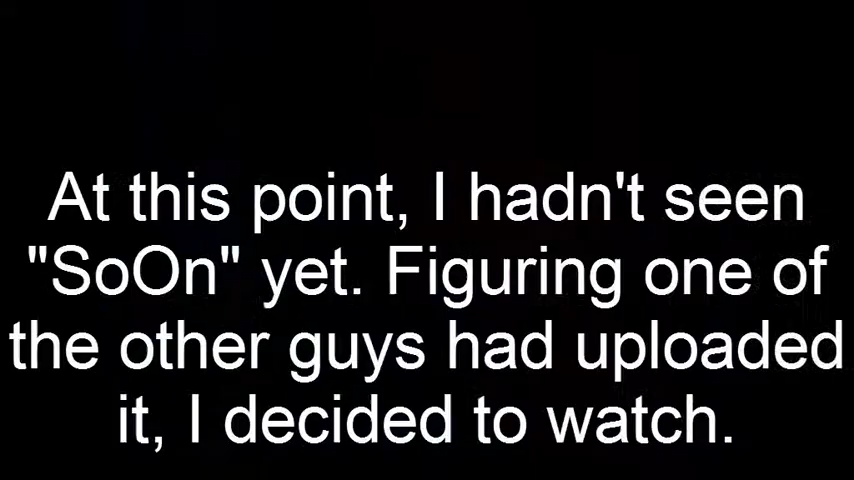 At this point, I hadn't seen
"SoOn" yet. Figuring one of
the other guys had uploaded
it, I decided to watch.